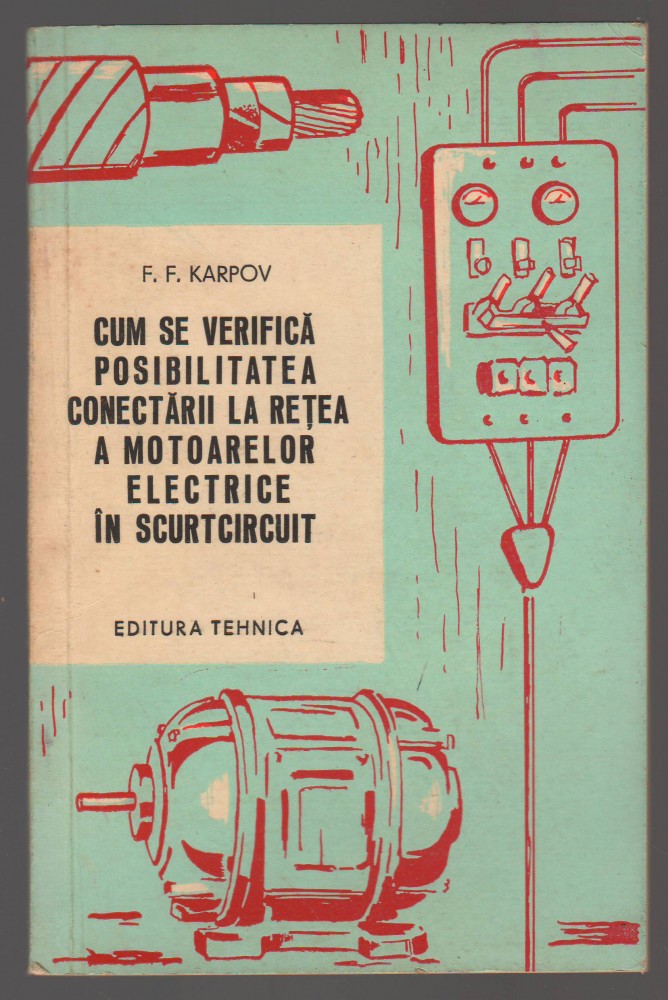 F. F. KARPOV
CUM SE VERIFICĂ
POSIBILITATEA
CONECTĂRII LA REȚEA
A MOTOARELOR
ELECTRICE
ÎN SCURTCIRCUIT
EDITURA TEHNICA